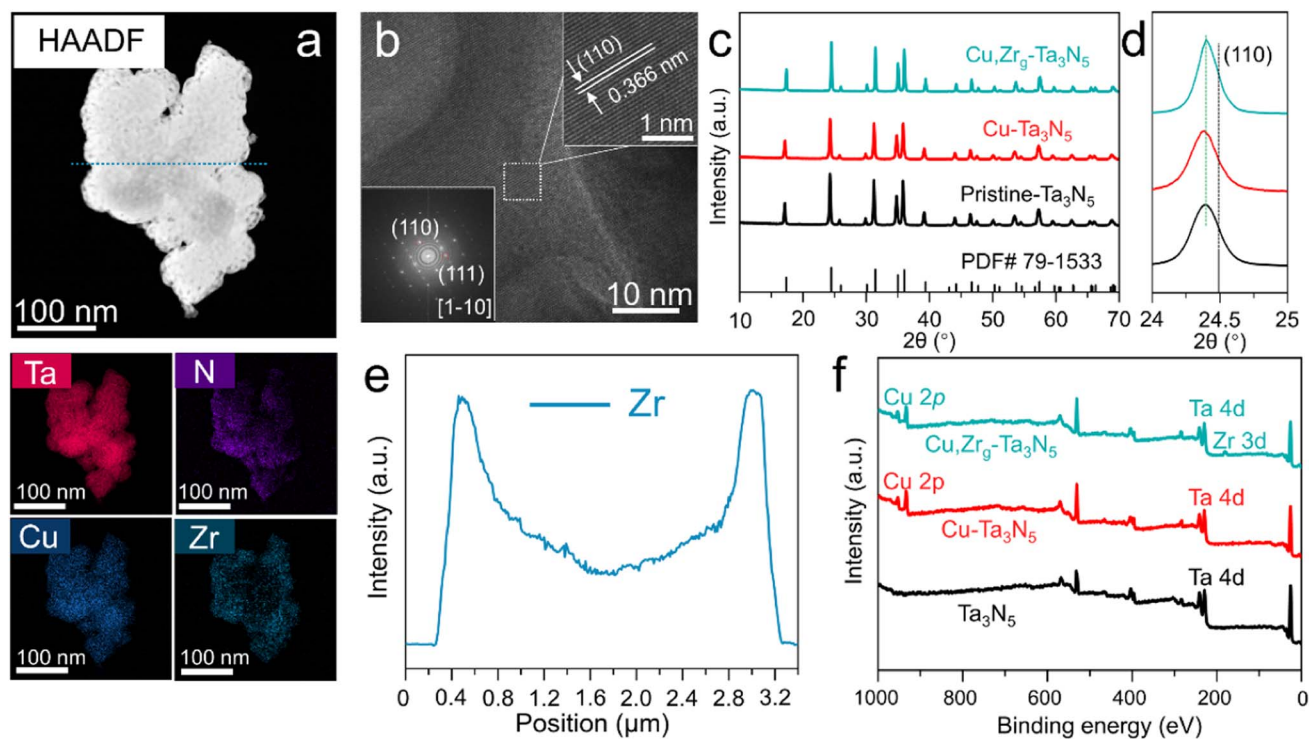 HAADF
a
100 nm
Ta
100 nm
N
100 nm
Cu
100 nm
Zr
100 nm
b
(110)
0.366 nm
1 nm
(110)
(111)
[1-10]
10 nm
c
Intensity (a.u.)
Cu,Zrg-Ta3N5
Cu-Ta3N5
Pristine-Ta3N5
PDF# 79-1533
10 20 30 40 50 60 70
2θ (°)
d
(110)
24 24.5 25
2θ (°)
e
Zr
Intensity (a.u.)
0 0.4 0.8 1.2 1.6 2.0 2.4 2.8 3.2
Position (μm)
f
Intensity (a.u.)
Cu 2p
Cu,Zrg-Ta3N5
Ta 4d
Zr 3d
Cu 2p
Cu-Ta3N5
Ta 4d
Ta3N5
Ta 4d
1000 800 600 400 200 0
Binding energy (eV)